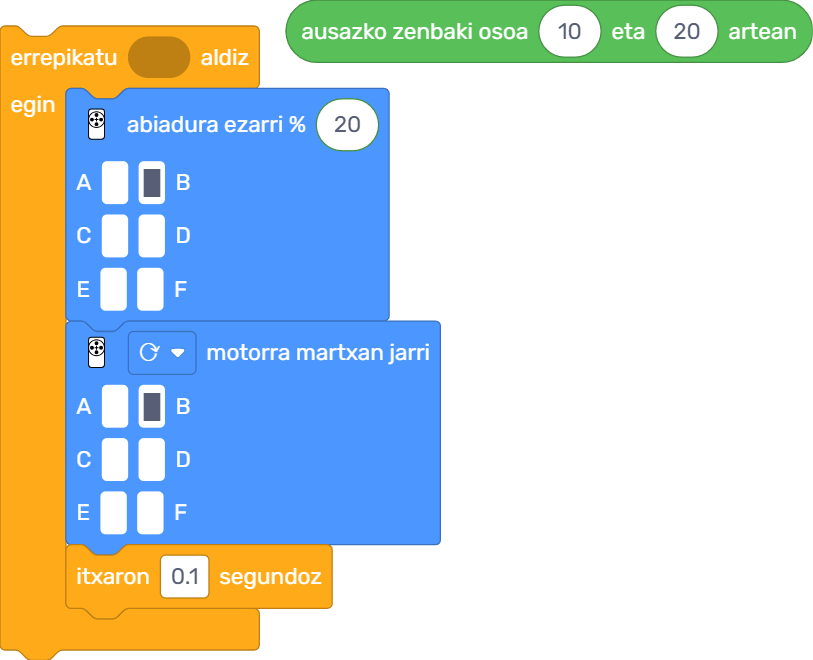 ausazko zenbaki osoa 10 eta 20 artean
errepikatu aldiz
egin
abiadura ezarri % 20
A B
C D
E F
motorra martxan jarri
A B
C D
E F
itxaron 0.1 segundoz